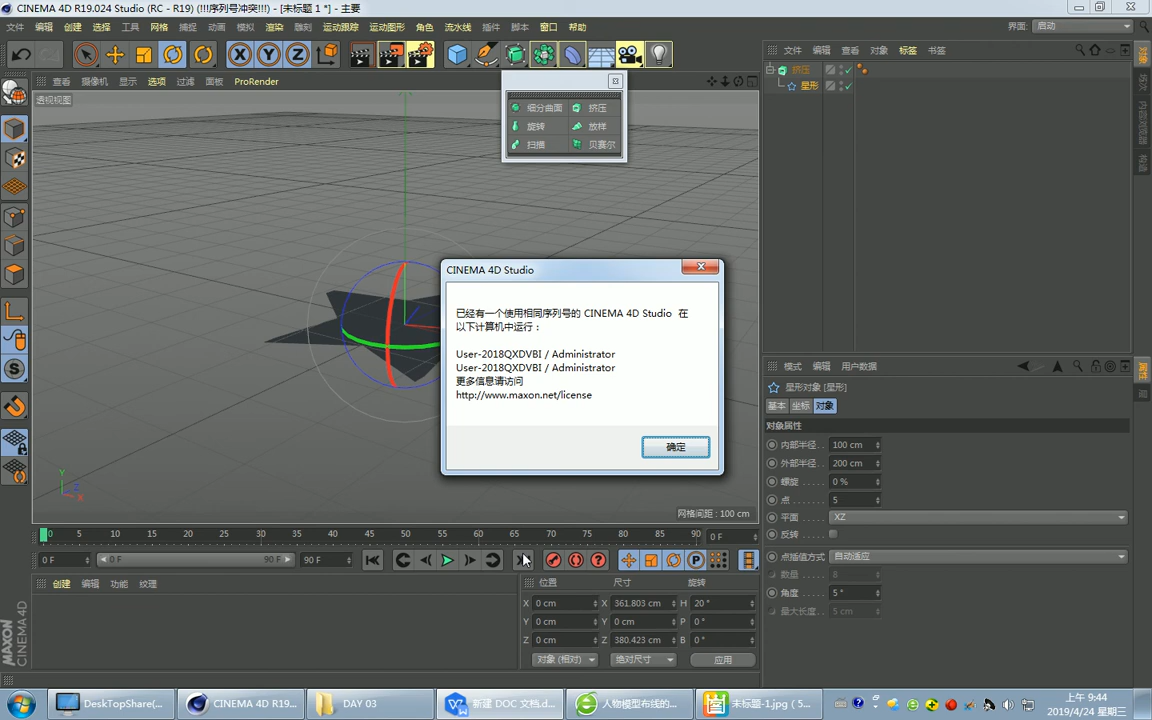 CINEMA 4D R19.024 Studio (RC - R19) (!!!序列号冲突!!!) - [未标题 1 *] - 主要
文件 编辑 创建 选择 工具 网格 捕捉 动画 模拟 渲染 雕刻 运动跟踪 运动图形 角色 流水线 插件 脚本 窗口 帮助
界面: 启动
查看 摄像机 显示 选项 过滤 面板 ProRender
透视视图
细分曲面 挤压
旋转 放样
扫描 贝赛尔
文件 编辑 查看 对象 标签 书签
挤压
星形
CINEMA 4D Studio
已经有一个使用相同序列号的 CINEMA 4D Studio 在
以下计算机中运行：
User-2018QXDVBI / Administrator
User-2018QXDVBI / Administrator
更多信息请访问
http://www.maxon.net/license
确定
网格间距 : 100 cm
模式 编辑 用户数据
星形对象 [星形]
基本 坐标 对象
对象属性
内部半径 . . 100 cm
外部半径 . . 200 cm
螺旋 . . . . . . 0 %
点 . . . . . . . . 5
平面 . . . . . . XZ
反转 . . . . . .
点插值方式 自动适应
数量 . . . . . . 8
角度 . . . . . . 5 °
最大长度 . . 5 cm
0 5 10 15 20 25 30 35 40 45 50 55 60 65 70 75 80 85 90 0 F
0 F 0 F 90 F 90 F
创建 编辑 功能 纹理
位置 尺寸 旋转
X 0 cm X 361.803 cm H 20 °
Y 0 cm Y 0 cm P 0 °
Z 0 cm Z 380.423 cm B 0 °
对象 (相对) 绝对尺寸 应用
MAXON
CINEMA 4D
DeskTopShare(... CINEMA 4D R19... DAY 03 新建 DOC 文档.d... 人物模型布线的... 未标题-1.jpg ( 5...
上午 9:44
2019/4/24 星期三